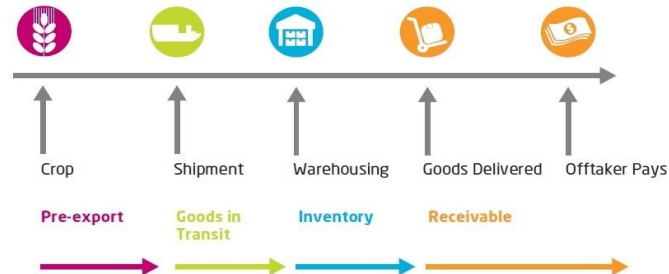 Crop
Shipment
Warehousing
Goods Delivered
Offtaker Pays
Pre-export
Goods in
Transit
Inventory
Receivable
$